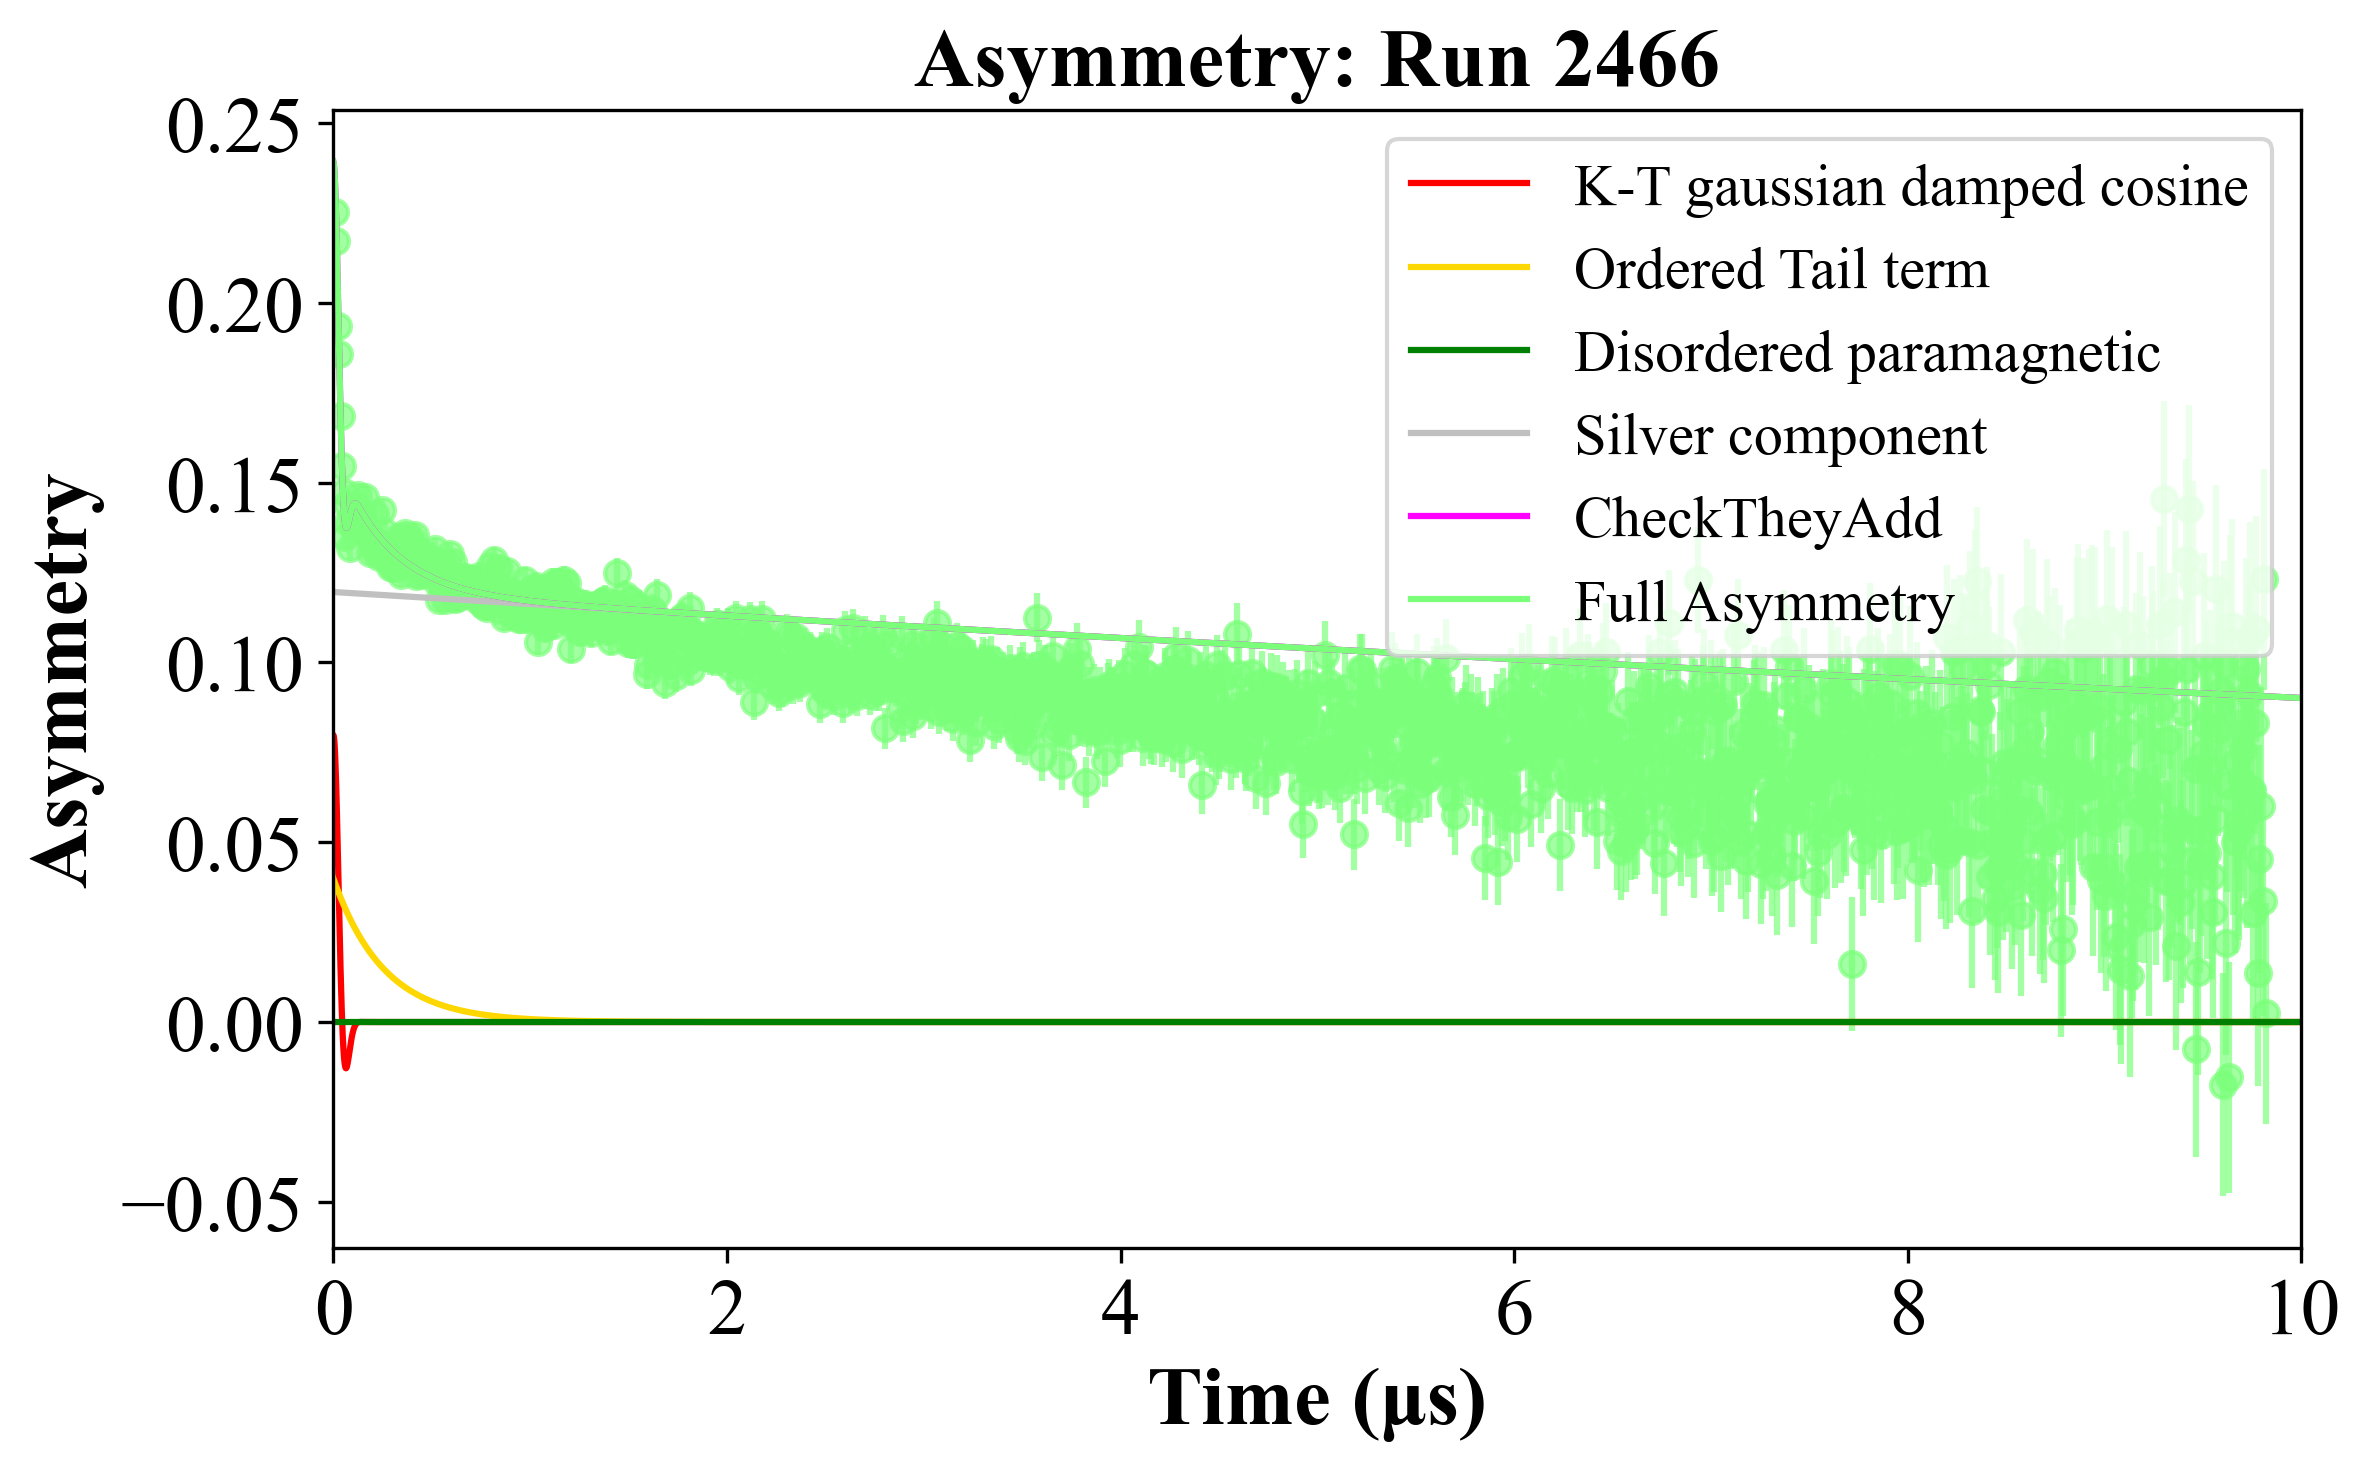 Asymmetry: Run 2466
Asymmetry
0.25
0.20
0.15
0.10
0.05
0.00
−0.05
K-T gaussian damped cosine
Ordered Tail term
Disordered paramagnetic
Silver component
CheckTheyAdd
Full Asymmetry
0 2 4 6 8 10
Time (μs)